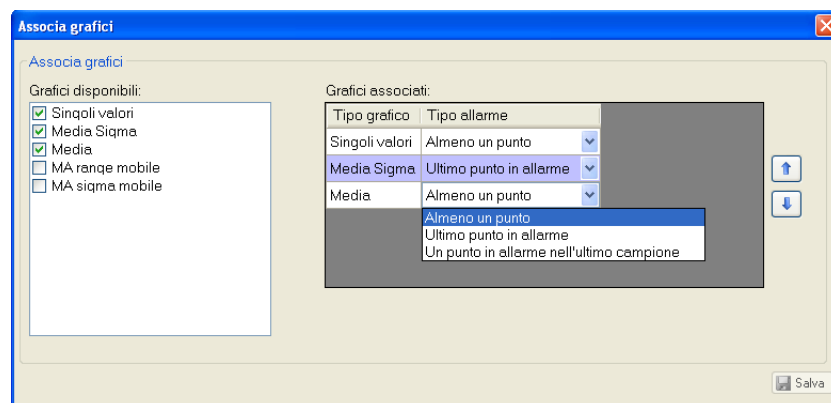 Associa grafici
Associa grafici
Grafici disponibili:
Singoli valori
Media Sigma
Media
MA range mobile
MA sigma mobile
Grafici associati:
Tipo grafico Tipo allarme
Singoli valori Almeno un punto
Media Sigma Ultimo punto in allarme
Media Almeno un punto
Almeno un punto
Ultimo punto in allarme
Un punto in allarme nell'ultimo campione
Salva